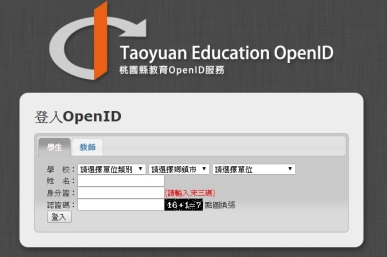 Taoyuan Education OpenID
桃園縣教育OpenID服務
登入OpenID
學生 教師
學 校： 請選擇單位類別 請選擇鄉鎮市 請選擇單位
姓 名：
身分證： (請輸入末三碼)
認證碼： 16+1=? 點圖換張
登入